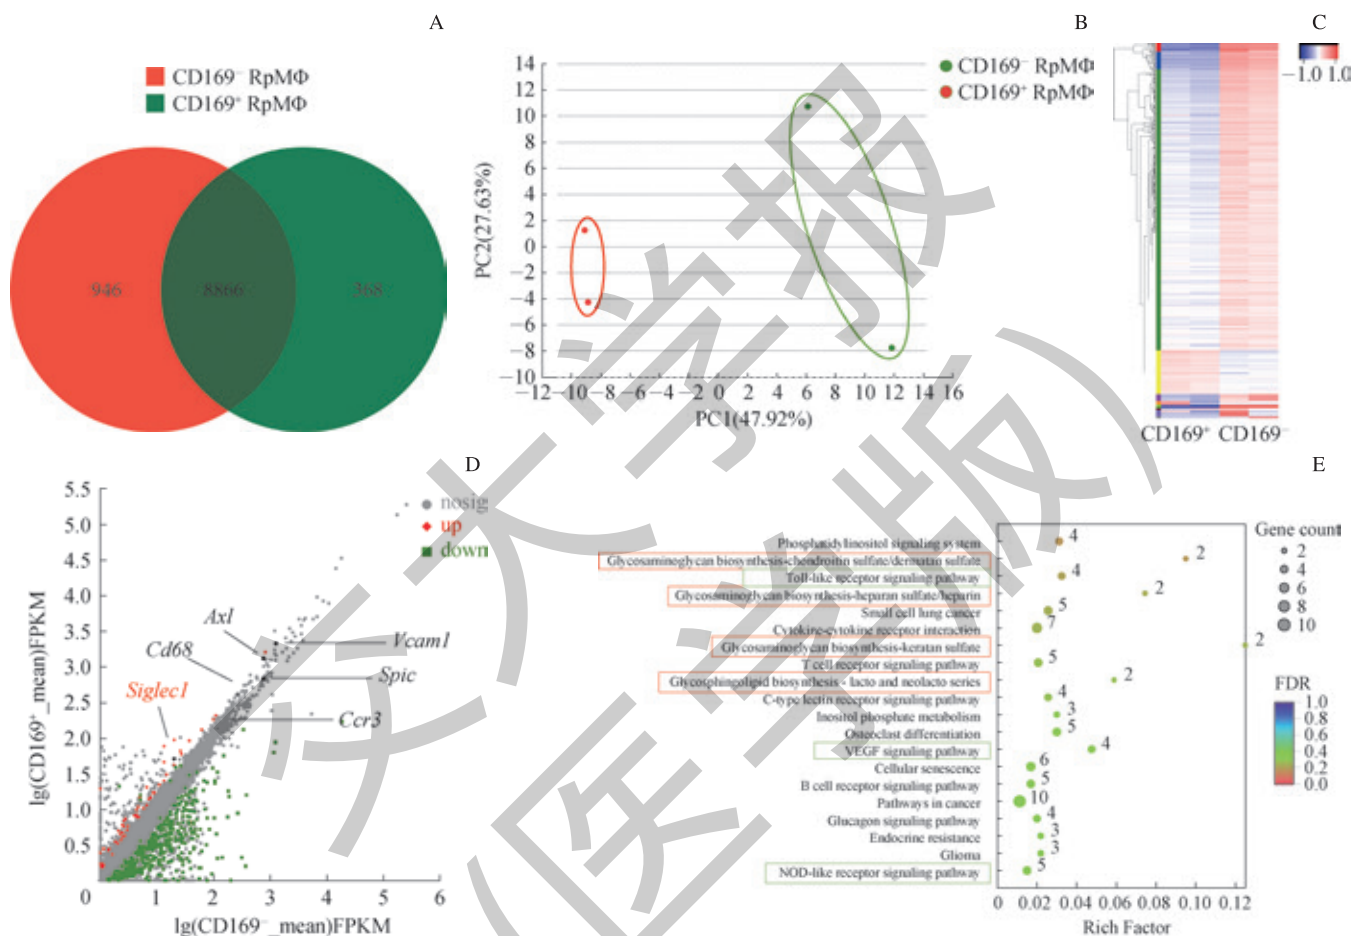 A
CD169⁻ RpMΦ
CD169⁺ RpMΦ
946
8866
368
B
CD169⁻ RpMΦ
CD169⁺ RpMΦ
14
12
10
8
6
4
2
0
−2
−4
−6
−8
−10
−12 −10 −8 −6 −4 −2 0 2 4 6 8 10 12 14 16
PC2(27.63%)
PC1(47.92%)
C
−1.0 1.0
CD169⁺ CD169⁻
D
5.5
5.0
4.5
4.0
3.5
3.0
2.5
2.0
1.5
1.0
0.5
0 1 2 3 4 5 6
lg(CD169⁺_mean)FPKM
lg(CD169⁻_mean)FPKM
nosig
up
down
Axl
Cd68
Siglec1
Vcam1
Spic
Ccr3
E
Phosphatidylinositol signaling system
Glycosaminoglycan biosynthesis-chondroitin sulfate/dermatan sulfate
Toll-like receptor signaling pathway
Glycosaminoglycan biosynthesis-heparan sulfate/heparin
Small cell lung cancer
Cytokine-cytokine receptor interaction
Glycosaminoglycan biosynthesis-keratan sulfate
T cell receptor signaling pathway
Glycosphingolipid biosynthesis - lacto and neolacto series
C-type lectin receptor signaling pathway
Inositol phosphate metabolism
Osteoclast differentiation
VEGF signaling pathway
Cellular senescence
B cell receptor signaling pathway
Pathways in cancer
Glucagon signaling pathway
Endocrine resistance
Glioma
NOD-like receptor signaling pathway
4
2
4
2
5
7
2
5
2
4
3
5
4
6
5
10
4
3
3
5
0 0.02 0.04 0.06 0.08 0.10 0.12
Rich Factor
Gene count
2
4
6
8
10
FDR
1.0
0.8
0.6
0.4
0.2
0.0
交大学报
(医学版)